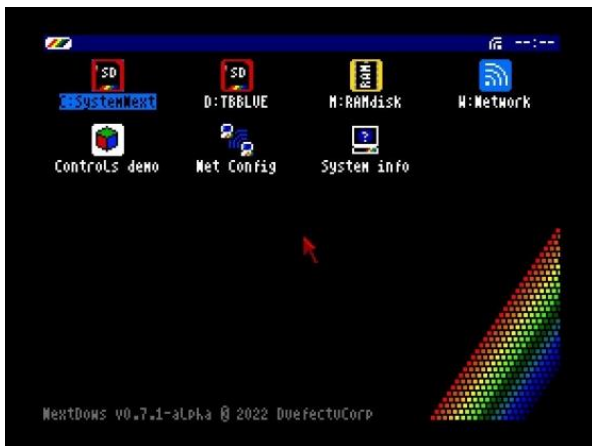 --:--
SD SD RAM
C:SystemNext D:TBBLUE M:RAMdisk W:Network
?
Controls demo Net Config System info
NextDows v0.7.1-alpha @ 2022 DuefectuCorp